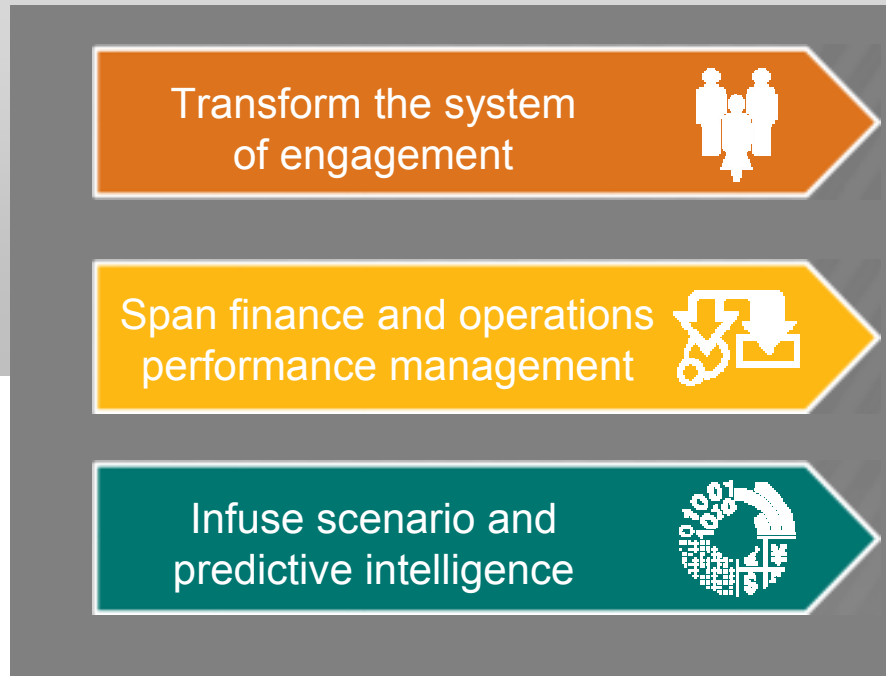 Transform the system
of engagement
Span finance and operations
performance management
Infuse scenario and
predictive intelligence